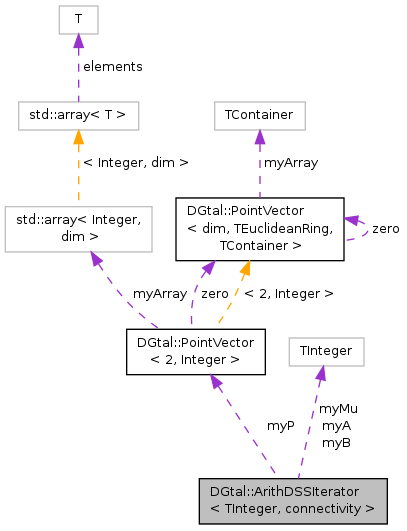 T
elements
std::array< T >
TContainer
< Integer, dim >
myArray
std::array< Integer,
dim >
DGtal::PointVector
< dim, TEuclideanRing,
TContainer >
zero
myArray
zero
< 2, Integer >
DGtal::PointVector
< 2, Integer >
TInteger
myP
myMu
myA
myB
DGtal::ArithDSSIterator
< TInteger, connectivity >